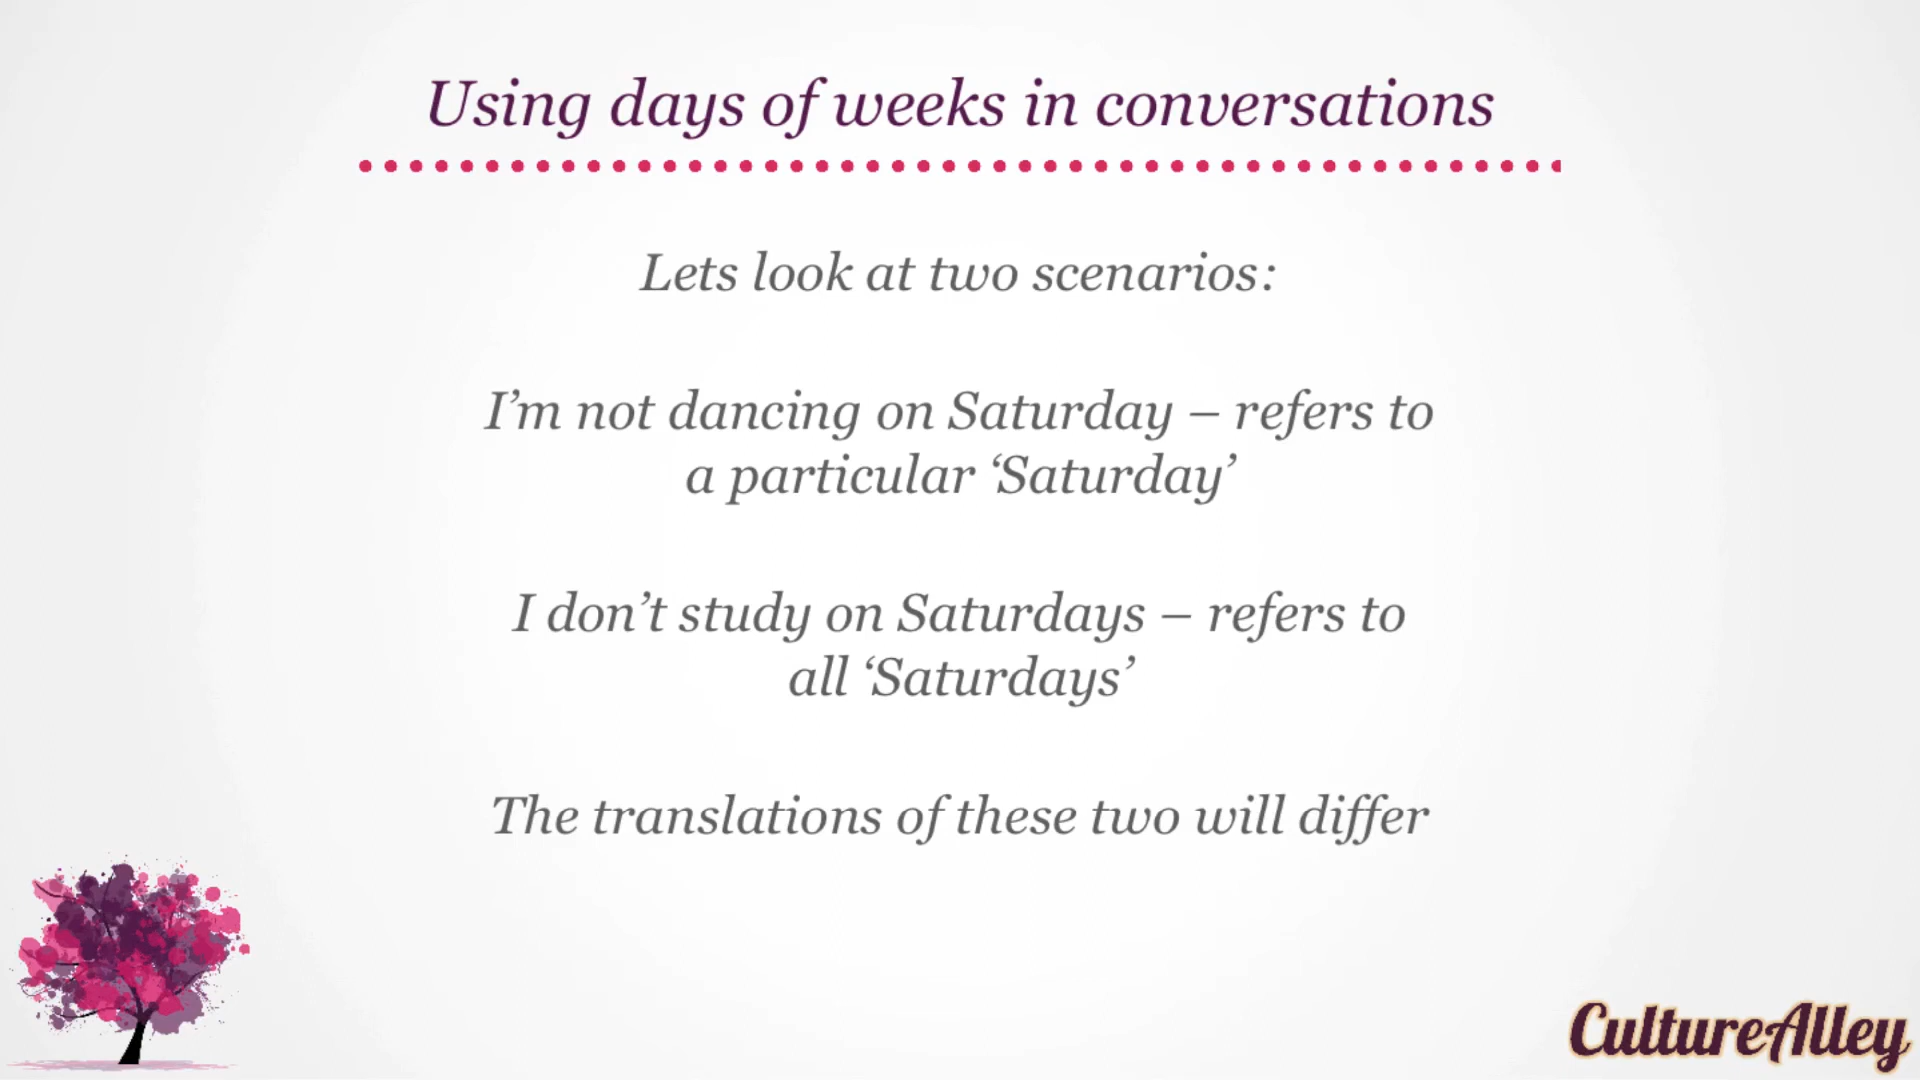 Using days of weeks in conversations
Lets look at two scenarios:
I’m not dancing on Saturday – refers to
a particular ‘Saturday’
I don’t study on Saturdays – refers to
all ‘Saturdays’
The translations of these two will differ
CultureAlley